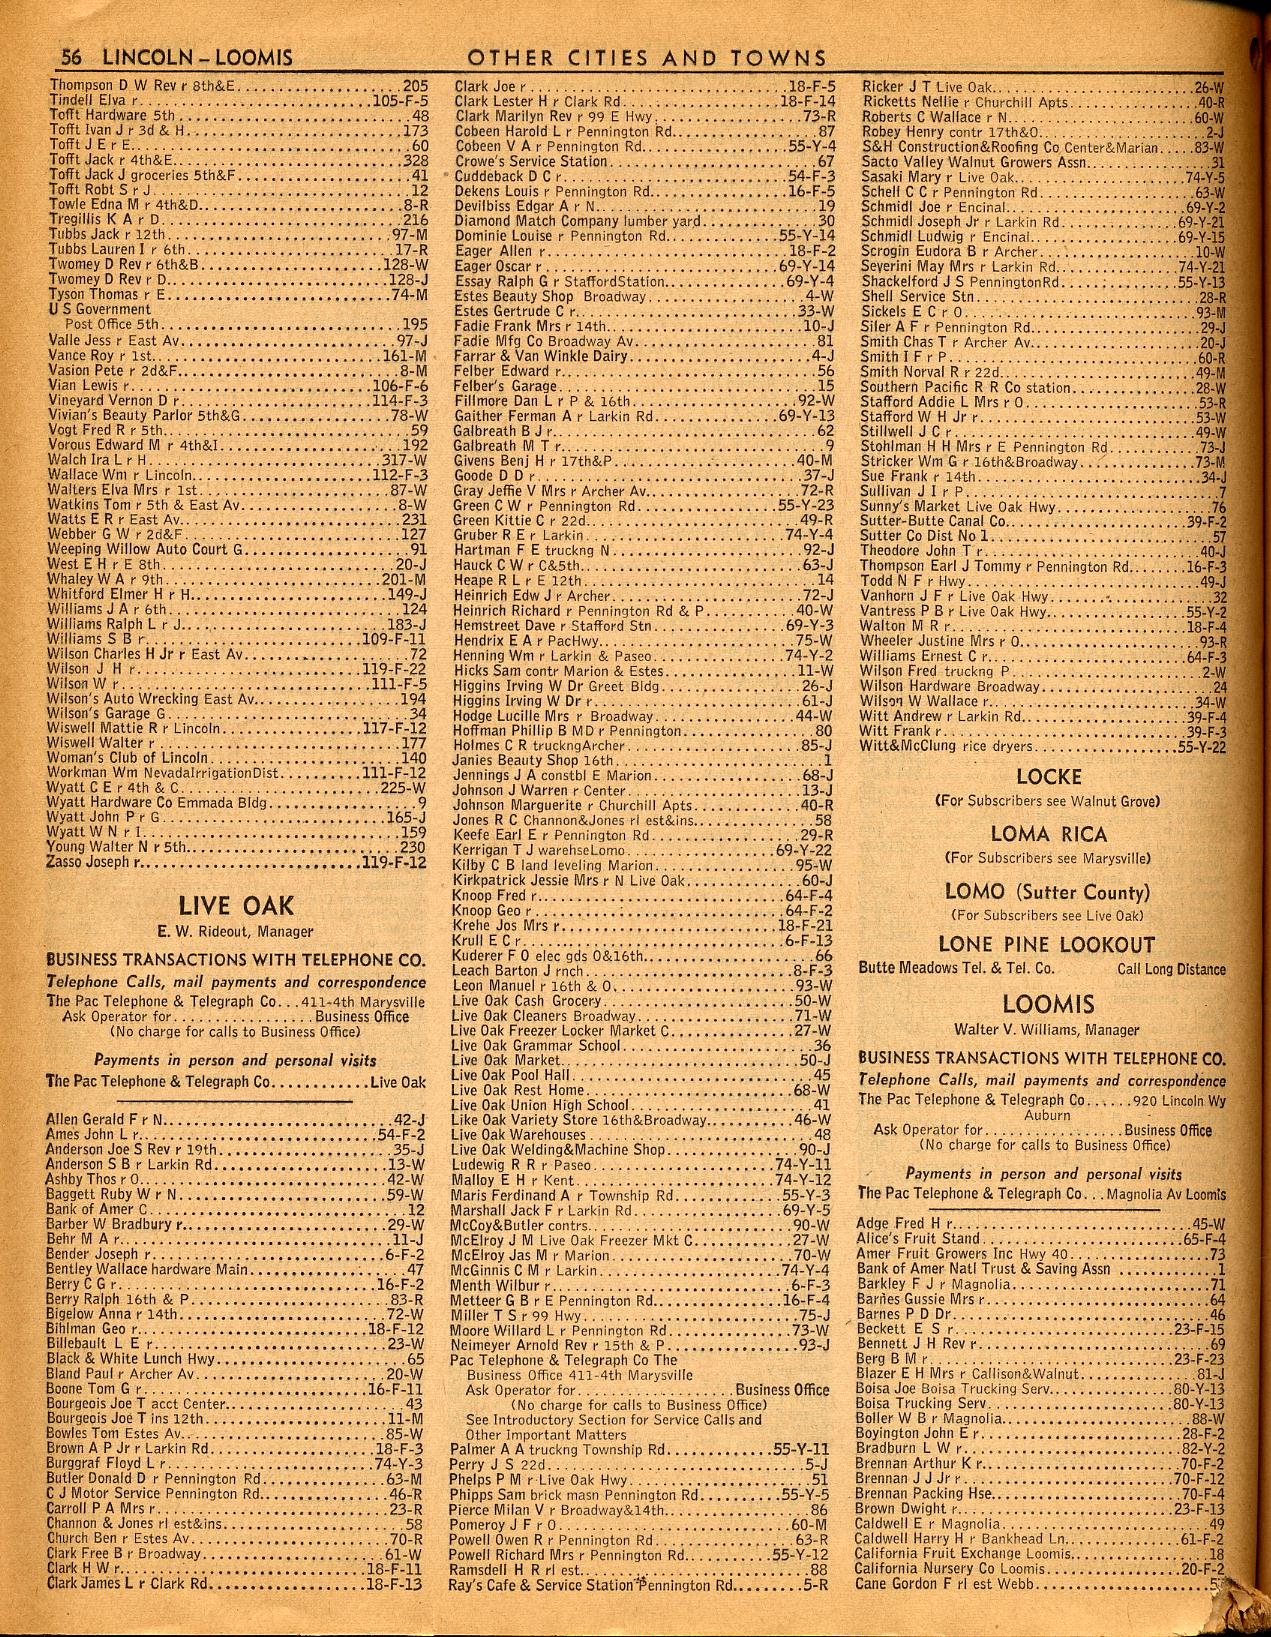 56 LINCOLN – LOOMIS
OTHER CITIES AND TOWNS
Thompson D W Rev r 8th&E 205
Tindell Elva r 105-F-5
Tofft Hardware 5th 48
Tofft Ivan J r 3d & H 173
Tofft J E r E 60
Tofft Jack r 4th&E 328
Tofft Jack J groceries 5th&F 41
Tofft Robt S r J 12
Towle Edna M r 4th&D 8-R
Tregillis K A r D 216
Tubbs Jack r 12th 97-M
Tubbs Lauren I r 6th 17-R
Twomey D Rev r 6th&B 128-W
Twomey D Rev r D 128-J
Tyson Thomas r E 74-M
U S Government
Post Office 5th 195
Valle Jess r East Av 97-J
Vance Roy r 1st 161-M
Vasion Pete r 2d&F 8-M
Vian Lewis r 106-F-6
Vineyard Vernon D r 114-F-3
Vivian's Beauty Parlor 5th&G 78-W
Vogt Fred R r 5th 59
Vorous Edward M r 4th&I 192
Walch Ira L r H 317-W
Wallace Wm r Lincoln 112-F-3
Walters Elva Mrs r 1st 87-W
Watkins Tom r 5th & East Av 8-W
Watts E R r East Av 231
Webber G W r 2d&F 127
Weeping Willow Auto Court G 91
West E H r E 8th 20-J
Whaley W A r 9th 201-M
Whitford Elmer H r H 149-J
Williams J A r 6th 124
Williams Ralph L r J 183-J
Williams S B r 109-F-11
Wilson Charles H Jr r East Av 72
Wilson J H r 119-F-22
Wilson W r 111-F-5
Wilson's Auto Wrecking East Av 194
Wilson's Garage G 34
Wiswell Mattie R r Lincoln 117-F-12
Wiswell Walter r 177
Woman's Club of Lincoln 140
Workman Wm NevadaIrrigationDist 111-F-12
Wyatt C E r 4th & C 225-W
Wyatt Hardware Co Emmada Bldg 9
Wyatt John P r G 165-J
Wyatt W N r I 159
Young Walter N r 5th 230
Zasso Joseph r 119-F-12
LIVE OAK
E. W. Rideout, Manager
BUSINESS TRANSACTIONS WITH TELEPHONE CO.
Telephone Calls, mail payments and correspondence
The Pac Telephone & Telegraph Co...411-4th Marysville
Ask Operator for Business Office
(No charge for calls to Business Office)
Payments in person and personal visits
The Pac Telephone & Telegraph Co Live Oak
Allen Gerald F r N 42-J
Ames John L r 54-F-2
Anderson Joe S Rev r 19th 35-J
Anderson S B r Larkin Rd 13-W
Ashby Thos r O 42-W
Baggett Ruby W r N 59-W
Bank of Amer C 12
Barber W Bradbury r 29-W
Behr M A r 11-J
Bender Joseph r 6-F-2
Bentley Wallace hardware Main 47
Berry C G r 16-F-2
Berry Ralph 16th & P 83-R
Bigelow Anna r 14th 72-W
Bihlman Geo r 18-F-12
Billebault L E r 23-W
Black & White Lunch Hwy 65
Bland Paul r Archer Av 20-W
Boone Tom G r 16-F-11
Bourgeois Joe T acct Center 43
Bourgeois Joe T ins 12th 11-M
Bowles Tom Estes Av 85-W
Brown A P Jr r Larkin Rd 18-F-3
Burggraf Floyd L r 74-Y-3
Butler Donald D r Pennington Rd 63-M
C J Motor Service Pennington Rd 46-R
Carroll P A Mrs r 23-R
Channon & Jones rl est&ins 58
Church Ben r Estes Av 70-R
Clark Free B r Broadway 61-W
Clark H W r 18-F-11
Clark James L r Clark Rd 18-F-13
Clark Joe r 18-F-5
Clark Lester H r Clark Rd 18-F-14
Clark Marilyn Rev r 99 E Hwy 73-R
Cobeen Harold L r Pennington Rd 87
Cobeen V A r Pennington Rd 55-Y-4
Crowe's Service Station 67
Cuddeback D C r 54-F-3
Dekens Louis r Pennington Rd 16-F-5
Devilbiss Edgar A r N 19
Diamond Match Company lumber yard 30
Dominie Louise r Pennington Rd 55-Y-14
Eager Allen r 18-F-2
Eager Oscar r 69-Y-14
Essay Ralph G r StaffordStation 69-Y-4
Estes Beauty Shop Broadway 4-W
Estes Gertrude C r 33-W
Fadie Frank Mrs r 14th 10-J
Fadie Mfg Co Broadway Av 81
Farrar & Van Winkle Dairy 4-J
Felber Edward r 56
Felber's Garage 15
Fillmore Dan L r P & 16th 92-W
Gaither Ferman A r Larkin Rd 69-Y-13
Galbreath B J r 62
Galbreath M T r 9
Givens Benj H r 17th&P 40-M
Goode D D r 37-J
Gray Jeffie V Mrs r Archer Av 72-R
Green C W r Pennington Rd 55-Y-23
Green Kittie C r 22d 49-R
Gruber R E r Larkin 74-Y-4
Hartman F E truckng N 92-J
Hauck C W r C&5th 63-J
Heape R L r E 12th 14
Heinrich Edw J r Archer 72-J
Heinrich Richard r Pennington Rd & P 40-W
Hemstreet Dave r Stafford Stn 69-Y-3
Hendrix E A r PacHwy 75-W
Henning Wm r Larkin & Paseo 74-Y-2
Hicks Sam contr Marion & Estes 11-W
Higgins Irving W Dr Greet Bldg 26-J
Higgins Irving W Dr r 61-J
Hodge Lucille Mrs r Broadway 44-W
Hoffman Phillip B MD r Pennington 80
Holmes C R truckngArcher 85-J
Janies Beauty Shop 16th 1
Jennings J A constbl E Marion 68-J
Johnson J Warren r Center 13-J
Johnson Marguerite r Churchill Apts 40-R
Jones R C Channon&Jones rl est&ins 58
Keefe Earl E r Pennington Rd 29-R
Kerrigan T J warehseLomo 69-Y-22
Kilby C B land leveling Marion 95-W
Kirkpatrick Jessie Mrs r N Live Oak 60-J
Knoop Fred r 64-F-4
Knoop Geo r 64-F-2
Krehe Jos Mrs r 18-F-21
Krull E C r 6-F-13
Kuderer F O elec gds O&16th 66
Leach Barton J rnch 8-F-3
Leon Manuel r 16th & O 93-W
Live Oak Cash Grocery 50-W
Live Oak Cleaners Broadway 71-W
Live Oak Freezer Locker Market C 27-W
Live Oak Grammar School 36
Live Oak Market 50-J
Live Oak Pool Hall 45
Live Oak Rest Home 68-W
Live Oak Union High School 41
Like Oak Variety Store 16th&Broadway 46-W
Live Oak Warehouses 48
Live Oak Welding&Machine Shop 90-J
Ludewig R R r Paseo 74-Y-11
Malloy E H r Kent 74-Y-12
Maris Ferdinand A r Township Rd 55-Y-3
Marshall Jack F r Larkin Rd 69-Y-5
McCoy&Butler contrs 90-W
McElroy J M Live Oak Freezer Mkt C 27-W
McElroy Jas M r Marion 70-W
McGinnis C M r Larkin 74-Y-4
Menth Wilbur r 6-F-3
Metteer G B r E Pennington Rd 16-F-4
Miller T S r 99 Hwy 75-J
Moore Willard L r Pennington Rd 73-W
Neimeyer Arnold Rev r 15th & P 93-J
Pac Telephone & Telegraph Co The
Business Office 411-4th Marysville
Ask Operator for Business Office
(No charge for calls to Business Office)
See Introductory Section for Service Calls and
Other Important Matters
Palmer A A truckng Township Rd 55-Y-11
Perry J S 22d 5-J
Phelps P M r Live Oak Hwy 51
Phipps Sam brick masn Pennington Rd 55-Y-5
Pierce Milan V r Broadway&14th 86
Pomeroy J F r O 60-M
Powell Owen R r Pennington Rd 63-R
Powell Richard Mrs r Pennington Rd 55-Y-12
Ramsdell H R rl est 88
Ray's Cafe & Service Station Pennington Rd 5-R
Ricker J T Live Oak 26-W
Ricketts Nellie r Churchill Apts 40-R
Roberts C Wallace r N 60-W
Robey Henry contr 17th&O 2-J
S&H Construction&Roofing Co Center&Marian 83-W
Sacto Valley Walnut Growers Assn 31
Sasaki Mary r Live Oak 74-Y-5
Schell C C r Pennington Rd 63-W
Schmidl Joe r Encinal 69-Y-2
Schmidl Joseph Jr r Larkin Rd 69-Y-21
Schmidl Ludwig r Encinal 69-Y-15
Scrogin Eudora B r Archer 10-W
Severini May Mrs r Larkin Rd 74-Y-21
Shackelford J S PenningtonRd 55-Y-13
Shell Service Stn 28-R
Sickels E C r O 93-M
Siler A F r Pennington Rd 29-J
Smith Chas T r Archer Av 20-J
Smith I F r P 60-R
Smith Norval R r 22d 49-M
Southern Pacific R R Co station 28-W
Stafford Addie L Mrs r O 53-R
Stafford W H Jr r 53-W
Stillwell J C r 49-W
Stohlman H H Mrs r E Pennington Rd 73-J
Stricker Wm G r 16th&Broadway 73-M
Sue Frank r 14th 34-J
Sullivan J I r P 7
Sunny's Market Live Oak Hwy 76
Sutter-Butte Canal Co 39-F-2
Sutter Co Dist No 1 57
Theodore John T r 40-J
Thompson Earl J Tommy r Pennington Rd 16-F-3
Todd N F r Hwy 49-J
Vanhorn J F r Live Oak Hwy 32
Vantress P B r Live Oak Hwy 55-Y-2
Walton M R r 18-F-4
Wheeler Justine Mrs r O 93-R
Williams Ernest C r 64-F-3
Wilson Fred truckng P 2-W
Wilson Hardware Broadway 24
Wilson W Wallace r 34-W
Witt Andrew r Larkin Rd 39-F-4
Witt Frank r 39-F-3
Witt&McClung rice dryers 55-Y-22
LOCKE
(For Subscribers see Walnut Grove)
LOMA RICA
(For Subscribers see Marysville)
LOMO (Sutter County)
(For Subscribers see Live Oak)
LONE PINE LOOKOUT
Butte Meadows Tel. & Tel. Co. Call Long Distance
LOOMIS
Walter V. Williams, Manager
BUSINESS TRANSACTIONS WITH TELEPHONE CO.
Telephone Calls, mail payments and correspondence
The Pac Telephone & Telegraph Co......920 Lincoln Wy
Auburn
Ask Operator for Business Office
(No charge for calls to Business Office)
Payments in person and personal visits
The Pac Telephone & Telegraph Co...Magnolia Av Loomis
Adge Fred H r 45-W
Alice's Fruit Stand 65-F-4
Amer Fruit Growers Inc Hwy 40 73
Bank of Amer Natl Trust & Saving Assn 1
Barkley F J r Magnolia 71
Barnes Gussie Mrs r 64
Barnes P D Dr 46
Beckett E S r 23-F-15
Bennett J H Rev r 69
Berg B M r 23-F-23
Blazer E H Mrs r Callison&Walnut 81-J
Boisa Joe Boisa Trucking Serv 80-Y-13
Boisa Trucking Serv 80-Y-13
Boller W B r Magnolia 88-W
Boyington John E r 28-F-2
Bradburn L W r 82-Y-2
Brennan Arthur K r 70-F-2
Brennan J J Jr r 70-F-12
Brennan Packing Hse 70-F-4
Brown Dwight r 23-F-13
Caldwell E r Magnolia 49
Caldwell Harry H r Bankhead Ln 61-F-2
California Fruit Exchange Loomis 18
California Nursery Co Loomis 20-F-2
Cane Gordon F rl est Webb